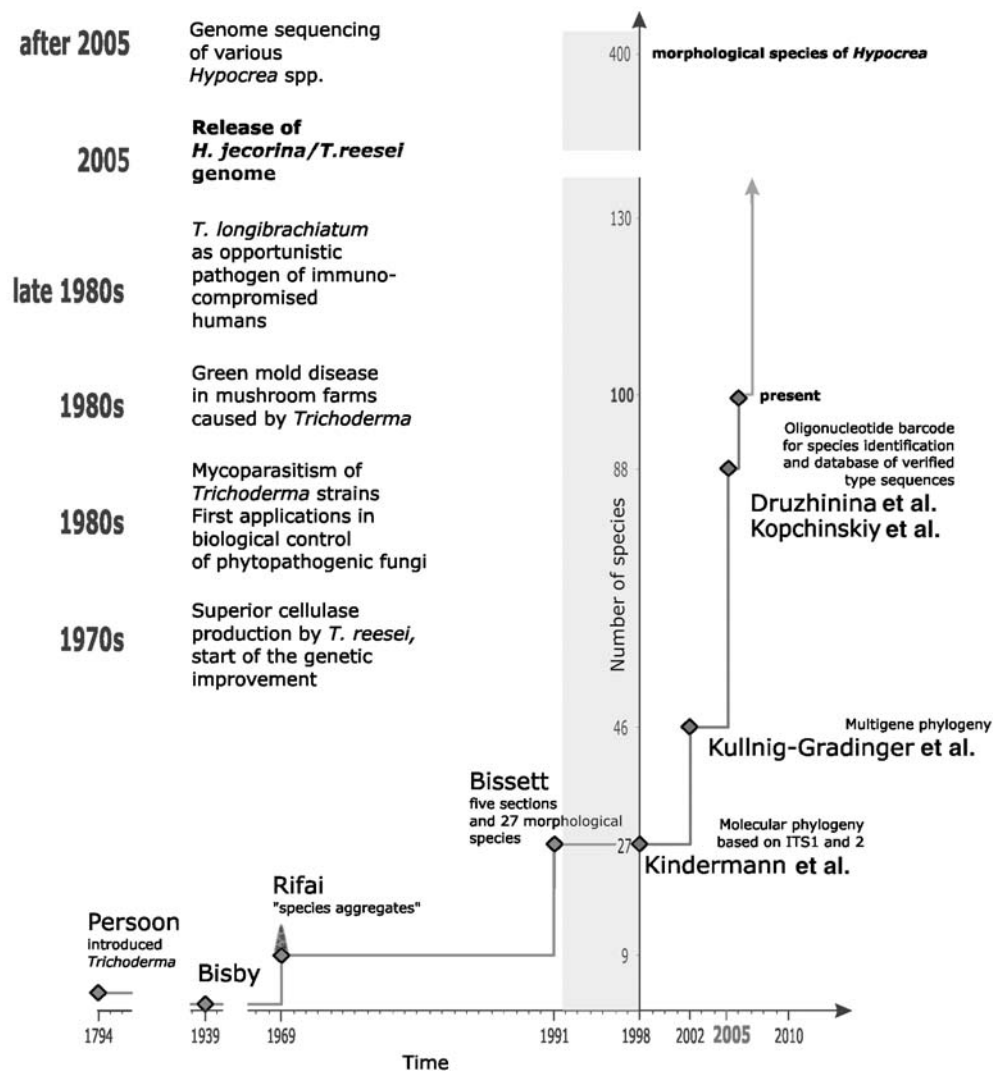 after 2005
Genome sequencing
of various
Hypocrea spp.
2005
Release of
H. jecorina/T.reesei
genome
late 1980s
T. longibrachiatum
as opportunistic
pathogen of immuno-
compromised
humans
1980s
Green mold disease
in mushroom farms
caused by Trichoderma
1980s
Mycoparasitism of
Trichoderma strains
First applications in
biological control
of phytopathogenic fungi
1970s
Superior cellulase
production by T. reesei,
start of the genetic
improvement
400
morphological species of Hypocrea
130
100
present
88
Oligonucleotide barcode
for species identification
and database of verified
type sequences
Druzhinina et al.
Kopchinskiy et al.
Number of species
46
Multigene phylogeny
Kullnig-Gradinger et al.
Bissett
five sections
and 27 morphological
species
27
Molecular phylogeny
based on ITS1 and 2
Kindermann et al.
Rifai
"species aggregates"
9
Persoon
introduced
Trichoderma
Bisby
1794
1939
1969
1991
1998
2002
2005
2010
Time